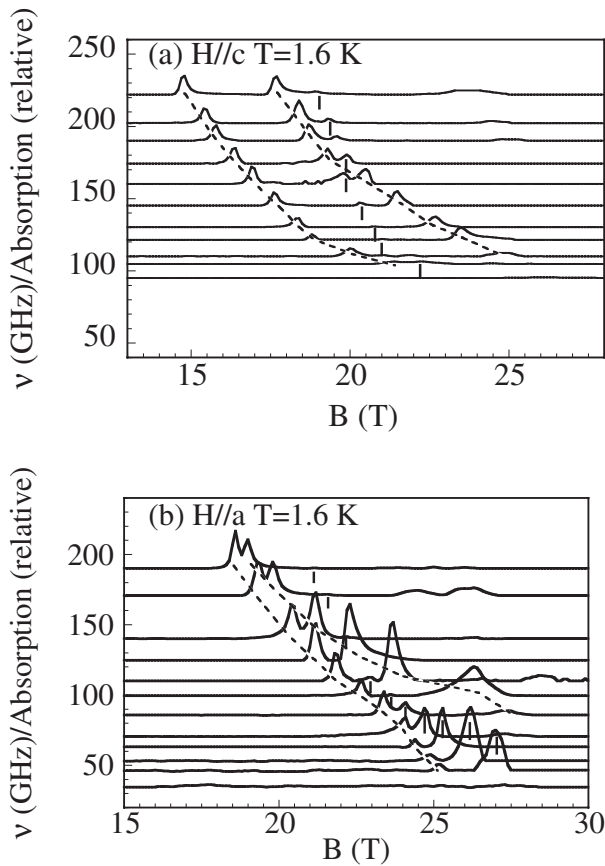 (a) H//c T=1.6 K
ν (GHz)/Absorption (relative)
250
200
150
100
50
15 20 25
B (T)
(b) H//a T=1.6 K
ν (GHz)/Absorption (relative)
200
150
100
50
15 20 25 30
B (T)